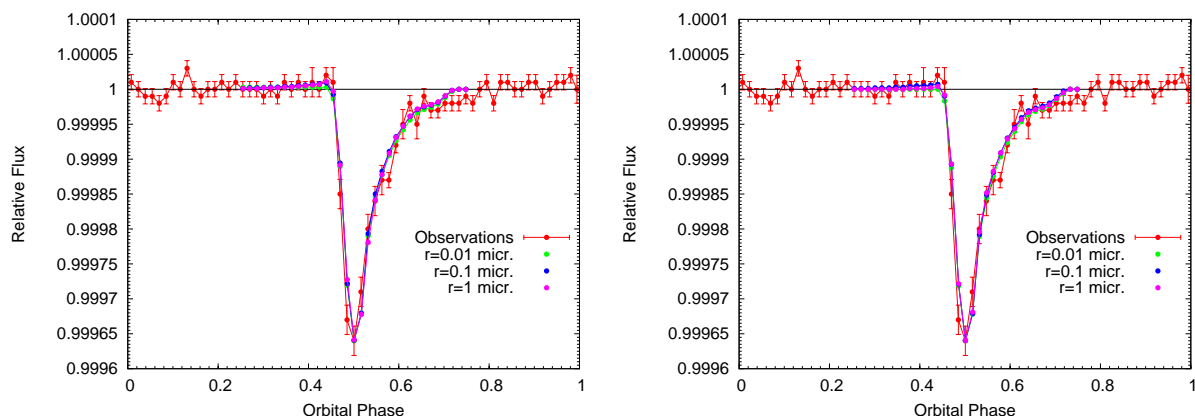 1.0001
1.00005
1
0.99995
0.9999
0.99985
0.9998
0.99975
0.9997
0.99965
0.9996
0 0.2 0.4 0.6 0.8 1
Relative Flux
Orbital Phase
Observations
r=0.01 micr.
r=0.1 micr.
r=1 micr.
1.0001
1.00005
1
0.99995
0.9999
0.99985
0.9998
0.99975
0.9997
0.99965
0.9996
0 0.2 0.4 0.6 0.8 1
Relative Flux
Orbital Phase
Observations
r=0.01 micr.
r=0.1 micr.
r=1 micr.